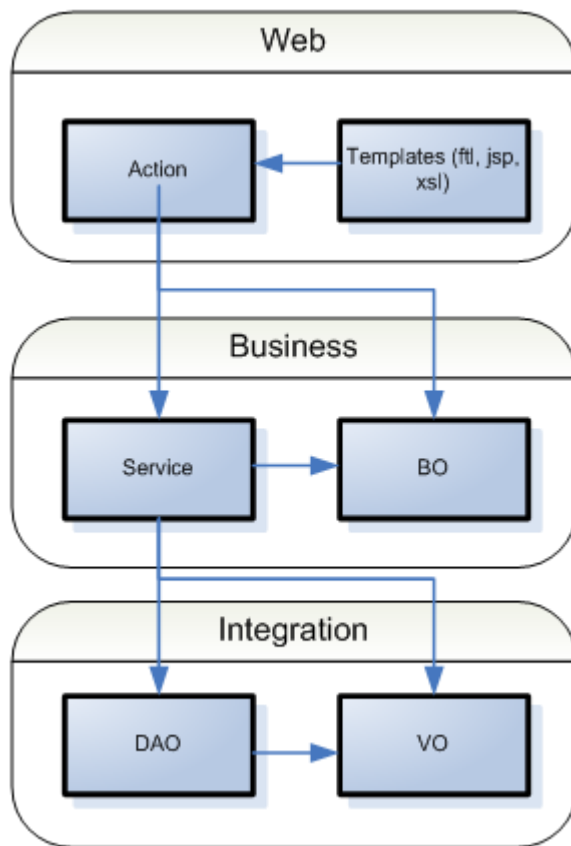 Web
Action
Templates (ftl, jsp,
xsl)
Business
Service
BO
Integration
DAO
VO